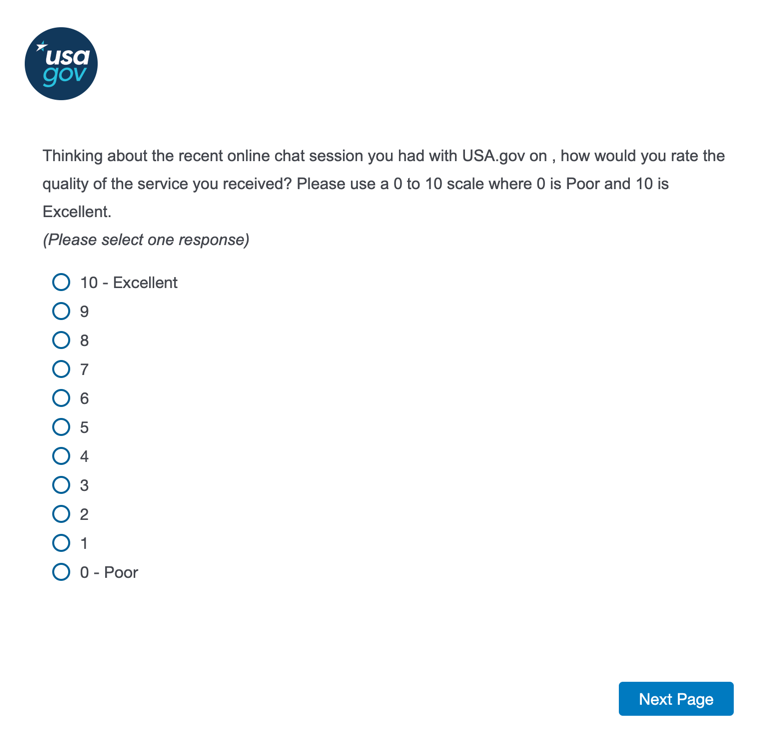 usa
gov
Thinking about the recent online chat session you had with USA.gov on , how would you rate the
quality of the service you received? Please use a 0 to 10 scale where 0 is Poor and 10 is
Excellent.
(Please select one response)
10 - Excellent
9
8
7
6
5
4
3
2
1
0 - Poor
Next Page